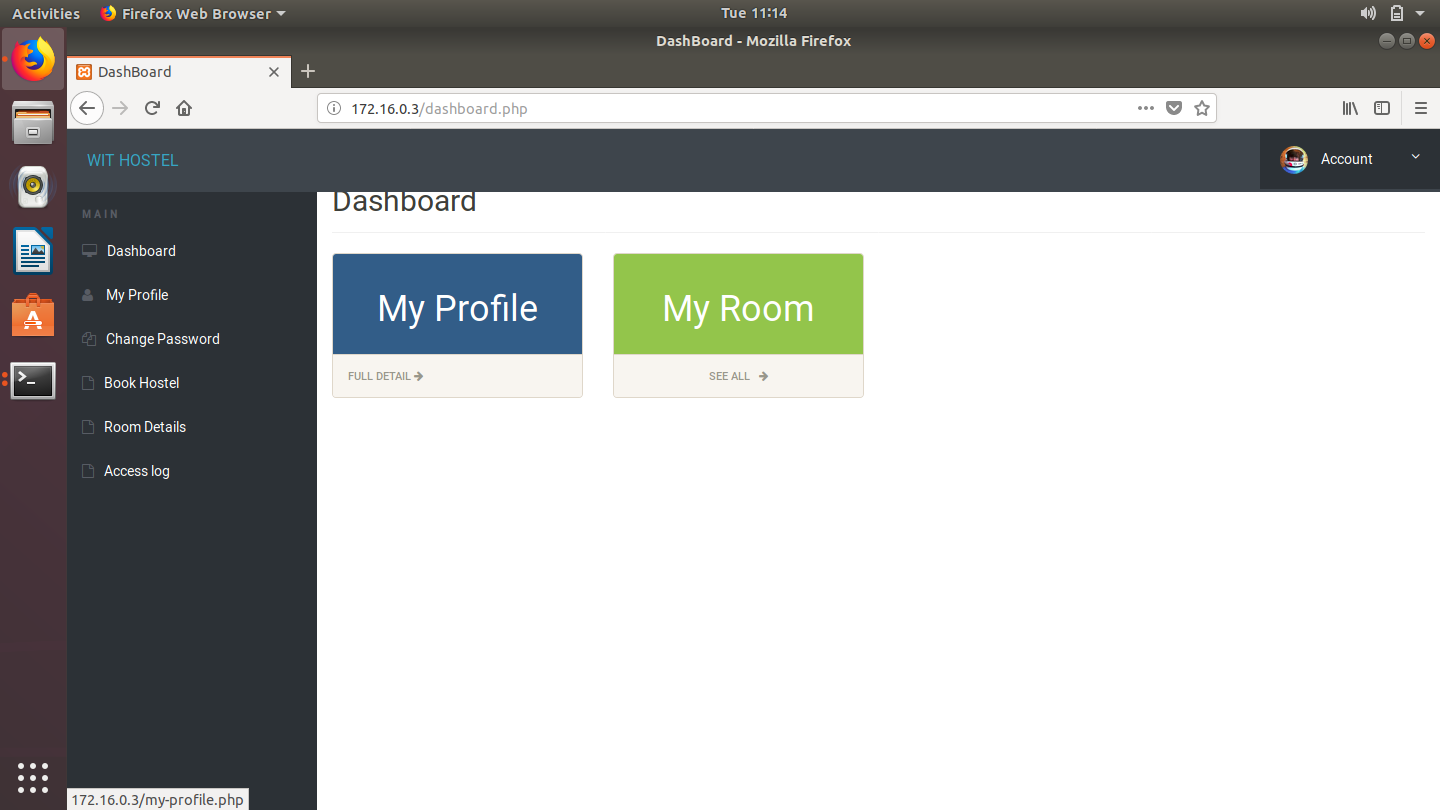 Activities
Firefox Web Browser
Tue 11:14
DashBoard - Mozilla Firefox
DashBoard
172.16.0.3/dashboard.php
WIT HOSTEL
Account
MAIN
Dashboard
My Profile
Change Password
Book Hostel
Room Details
Access log
Dashboard
My Profile
FULL DETAIL
My Room
SEE ALL
172.16.0.3/my-profile.php